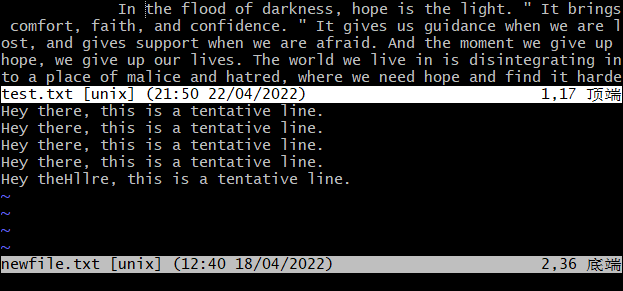 In the flood of darkness, hope is the light. " It brings
comfort, faith, and confidence. " It gives us guidance when we are l
ost, and gives support when we are afraid. And the moment we give up
hope, we give up our lives. The world we live in is disintegrating in
to a place of malice and hatred, where we need hope and find it harde
test.txt [unix] (21:50 22/04/2022) 1,17 顶端
Hey there, this is a tentative line.
Hey there, this is a tentative line.
Hey there, this is a tentative line.
Hey there, this is a tentative line.
Hey theHllre, this is a tentative line.
~
~
~
~
newfile.txt [unix] (12:40 18/04/2022) 2,36 底端